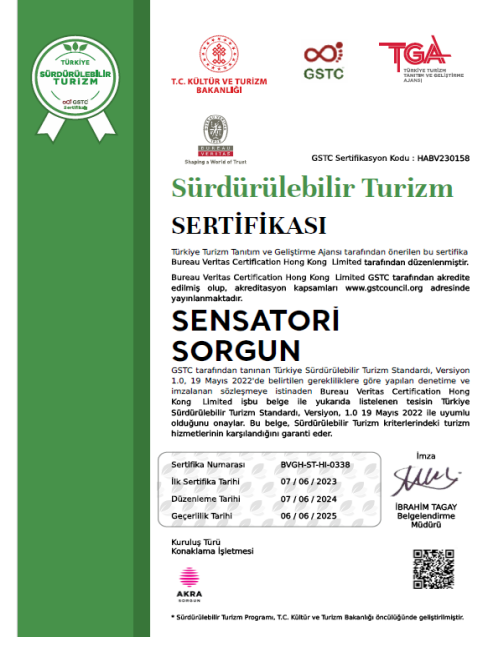 TÜRKİYE
SÜRDÜRÜLEBİLİR
TURİZM
GSTC
Sertifikalı
T.C. KÜLTÜR VE TURİZM
BAKANLIĞI
GSTC
TGA
TÜRKİYE TURİZM
TANITIM VE GELİŞTİRME
AJANSI
BUREAU
VERITAS
Shaping a World of Trust
GSTC Sertifikasyon Kodu : HABV230158
Sürdürülebilir Turizm
SERTİFİKASI
Türkiye Turizm Tanıtım ve Geliştirme Ajansı tarafından önerilen bu sertifika
Bureau Veritas Certification Hong Kong Limited tarafından düzenlenmiştir.
Bureau Veritas Certification Hong Kong Limited GSTC tarafından akredite
edilmiş olup, akreditasyon kapsamları www.gstcouncil.org adresinde
yayınlanmaktadır.
SENSATORİ
SORGUN
GSTC tarafından tanınan Türkiye Sürdürülebilir Turizm Standardı, Versiyon
1.0, 19 Mayıs 2022'de belirtilen gerekliliklere göre yapılan denetime ve
imzalanan sözleşmeye istinaden Bureau Veritas Certification Hong
Kong Limited işbu belge ile yukarıda listelenen tesisin Türkiye
Sürdürülebilir Turizm Standardı, Versiyon, 1.0 19 Mayıs 2022 ile uyumlu
olduğunu onaylar. Bu belge, Sürdürülebilir Turizm kriterlerindeki turizm
hizmetlerinin karşılandığını garanti eder.
Sertifika Numarası BVGH-ST-HI-0338
İlk Sertifika Tarihi 07 / 06 / 2023
Düzenleme Tarihi 07 / 06 / 2024
Geçerlilik Tarihi 06 / 06 / 2025
İmza
İBRAHİM TAGAY
Belgelendirme
Müdürü
Kuruluş Türü
Konaklama İşletmesi
AKRA
SORGUN
* Sürdürülebilir Turizm Programı, T.C. Kültür ve Turizm Bakanlığı öncülüğünde geliştirilmiştir.